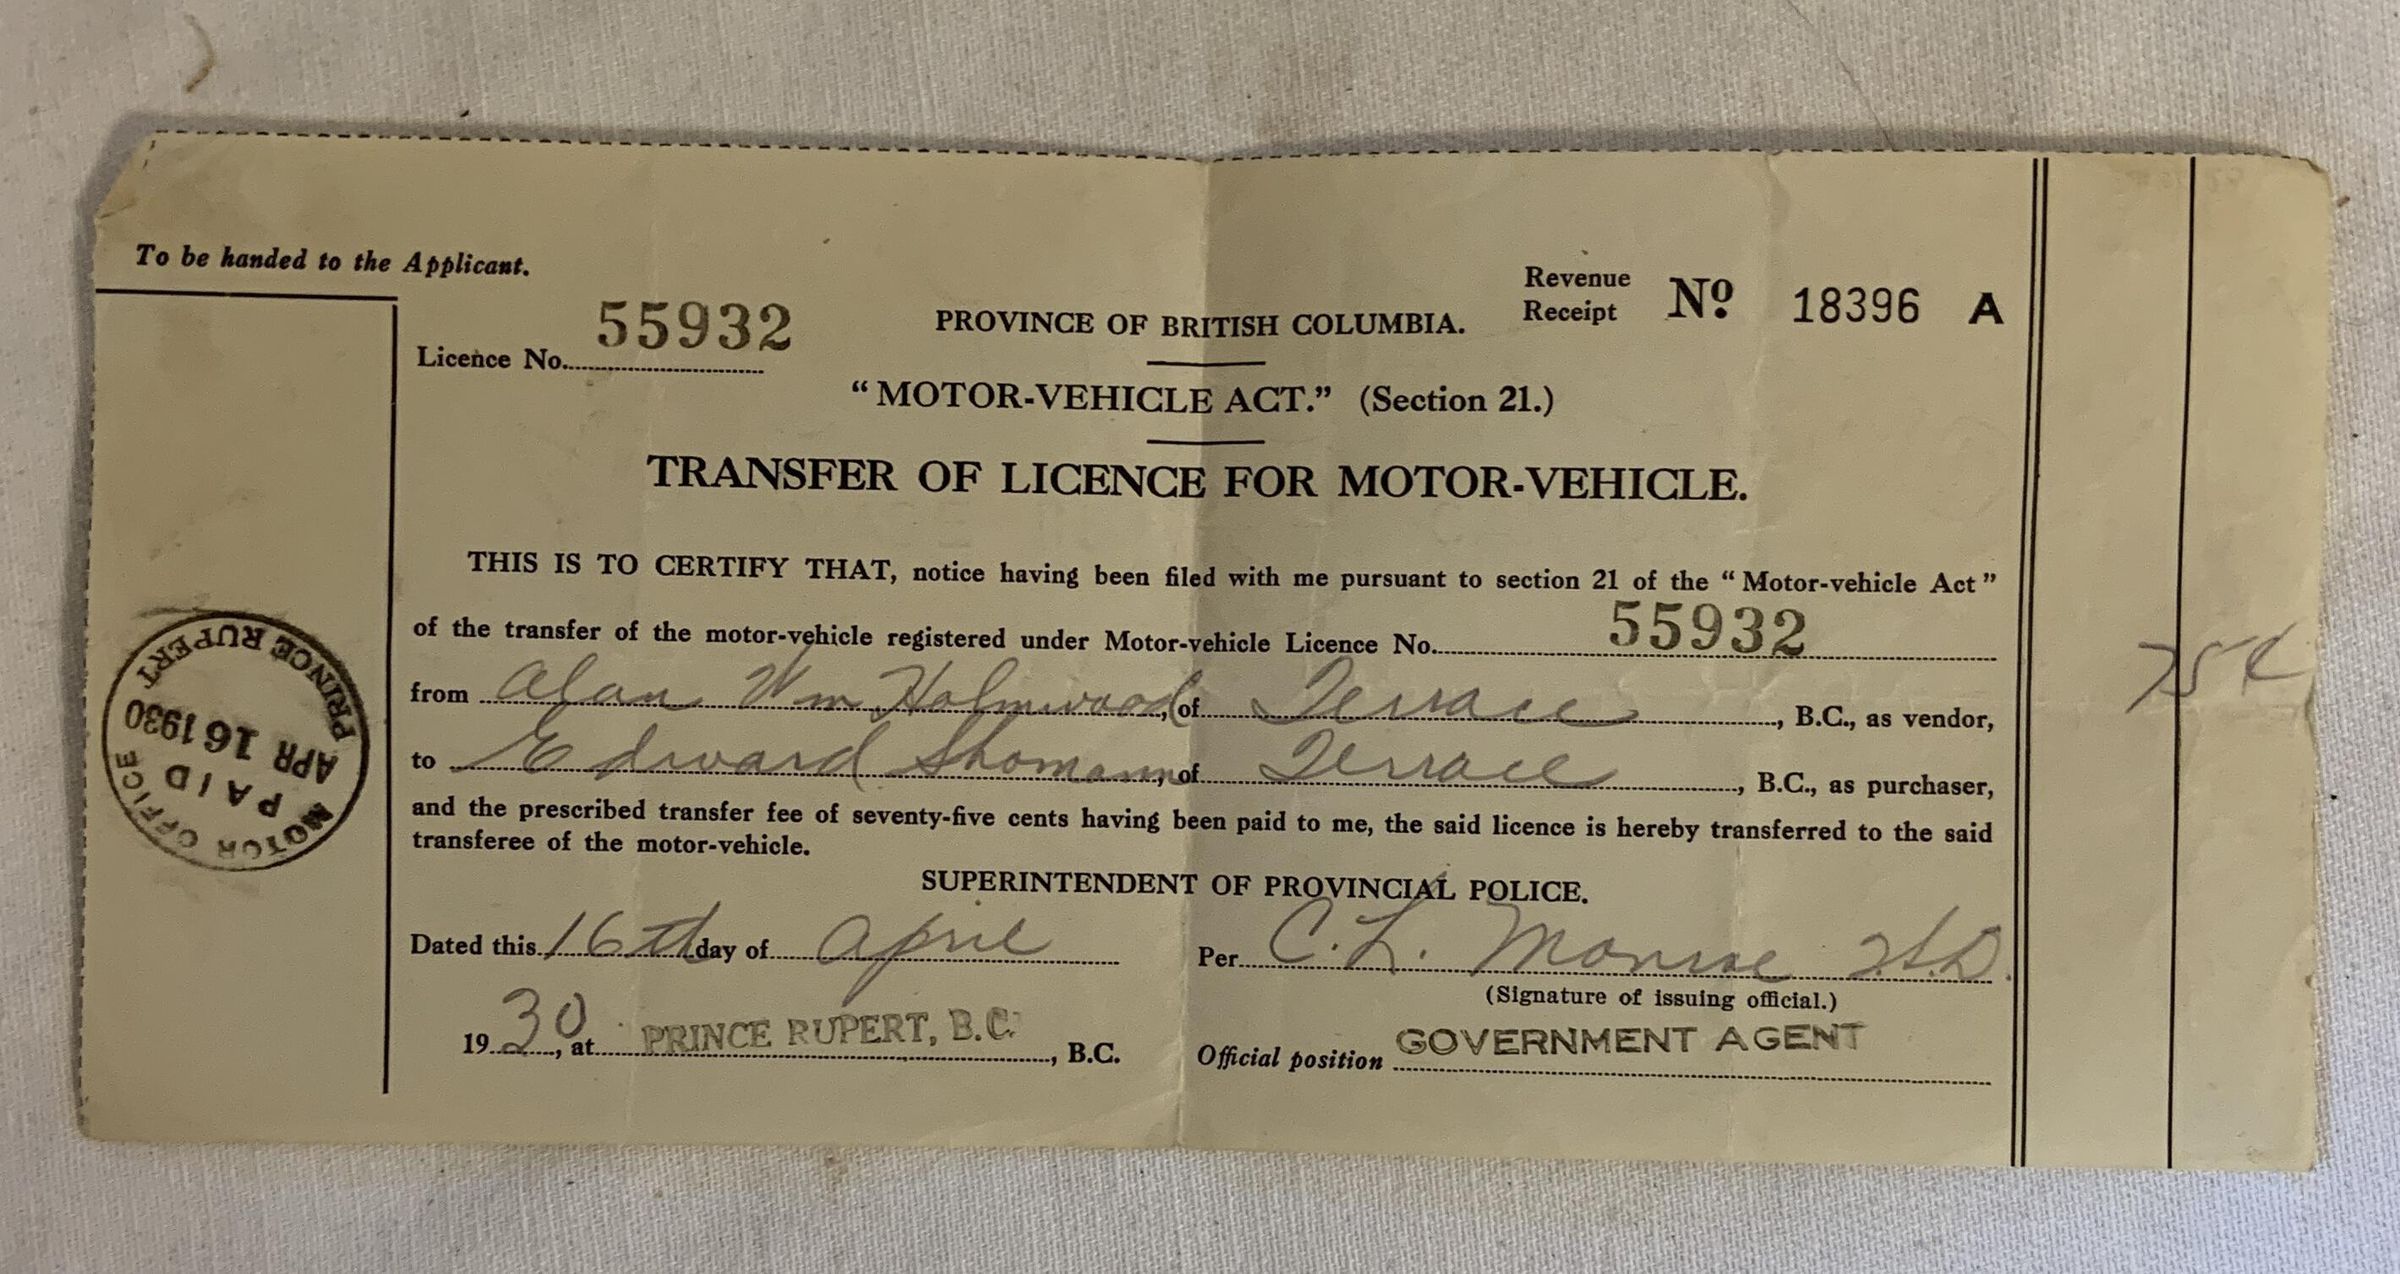 To be handed to the Applicant.
Licence No. 55932
PROVINCE OF BRITISH COLUMBIA.
Revenue
Receipt Nº 18396 A
"MOTOR-VEHICLE ACT." (Section 21.)
TRANSFER OF LICENCE FOR MOTOR-VEHICLE.
THIS IS TO CERTIFY THAT, notice having been filed with me pursuant to section 21 of the "Motor-vehicle Act"
of the transfer of the motor-vehicle registered under Motor-vehicle Licence No. 55932
from Alan Wm Holmwood, of Terrace, B.C., as vendor,
to Edward Shomann, of Terrace, B.C., as purchaser,
and the prescribed transfer fee of seventy-five cents having been paid to me, the said licence is hereby transferred to the said
transferee of the motor-vehicle.
75¢
SUPERINTENDENT OF PROVINCIAL POLICE.
Dated this 16th day of April
1930, at PRINCE RUPERT, B.C., B.C.
Per C. L. Monroe
(Signature of issuing official.)
Official position GOVERNMENT AGENT
MOTOR OFFICE
PAID
APR 16 1930
PRINCE RUPERT